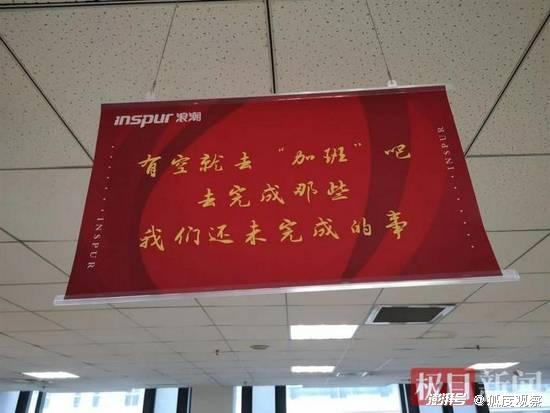 inspur 浪潮
有空就去“加班”吧
去完成那些
我们还未完成的事
INSPUR
INSPUR
极目新闻
澎湃号@狐度观察